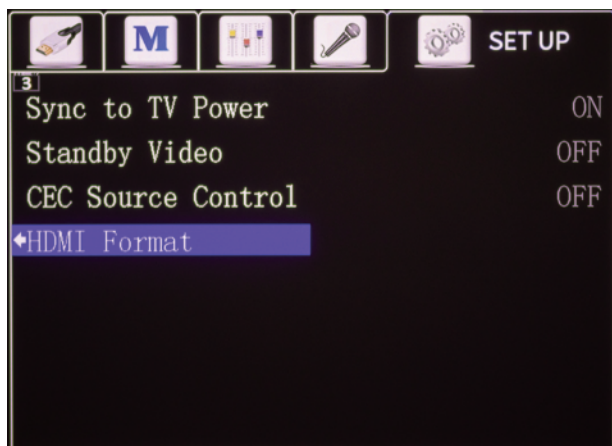 M
SET UP
3
Sync to TV Power ON
Standby Video OFF
CEC Source Control OFF
HDMI Format